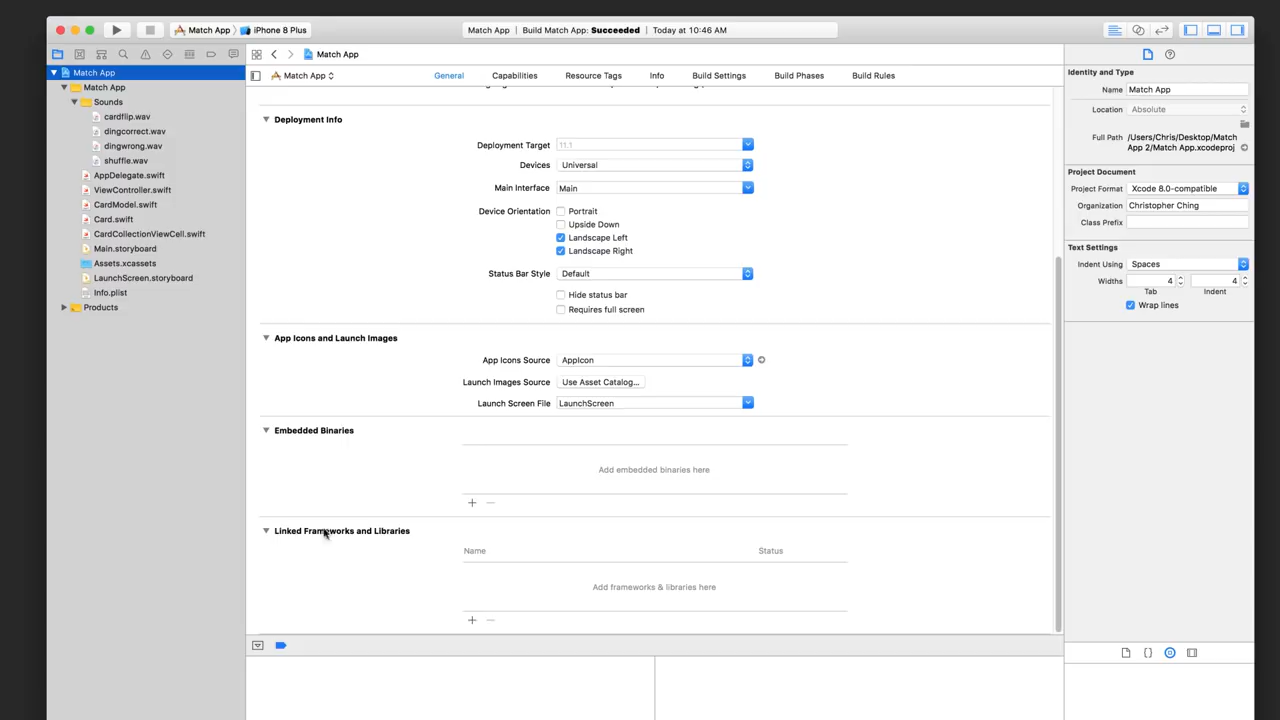 Match App
iPhone 8 Plus
Match App | Build Match App: Succeeded | Today at 10:46 AM
Match App
Match App
General
Capabilities
Resource Tags
Info
Build Settings
Build Phases
Build Rules
Match App
Match App
Sounds
cardflip.wav
dingcorrect.wav
dingwrong.wav
shuffle.wav
AppDelegate.swift
ViewController.swift
CardModel.swift
Card.swift
CardCollectionViewCell.swift
Main.storyboard
Assets.xcassets
LaunchScreen.storyboard
Info.plist
Products
Deployment Info
Deployment Target 11.1
Devices Universal
Main Interface Main
Device Orientation Portrait
Upside Down
Landscape Left
Landscape Right
Status Bar Style Default
Hide status bar
Requires full screen
App Icons and Launch Images
App Icons Source AppIcon
Launch Images Source Use Asset Catalog...
Launch Screen File LaunchScreen
Embedded Binaries
Add embedded binaries here
Linked Frameworks and Libraries
Name Status
Add frameworks & libraries here
Identity and Type
Name Match App
Location Absolute
Full Path /Users/Chris/Desktop/Match
App 2/Match App.xcodeproj
Project Document
Project Format Xcode 8.0-compatible
Organization Christopher Ching
Class Prefix
Text Settings
Indent Using Spaces
Widths 4 4
Tab Indent
Wrap lines